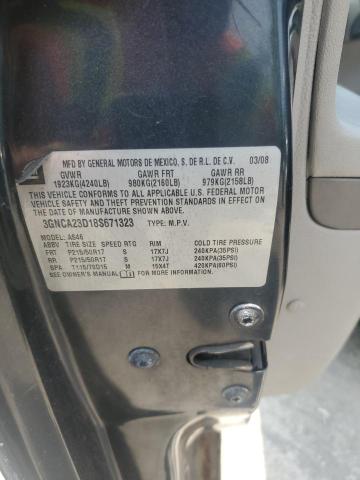 MFD BY GENERAL MOTORS DE MEXICO, S. DE R.L. DE C.V. 03/08
GVWR GAWR FRT GAWR RR
1923KG(4240LB) 980KG(2160LB) 979KG(2158LB)
THIS VEHICLE CONFORMS TO ALL APPLICABLE U.S. FEDERAL MOTOR
VEHICLE SAFETY AND THEFT PREVENTION STANDARDS IN
EFFECT ON THE DATE OF MANUFACTURE SHOWN ABOVE.
3GNCA23D18S671323 TYPE: M.P.V.
MODEL: AS46
ABBV TIRE SIZE SPEED RTG RIM COLD TIRE PRESSURE
FRT P215/50R17 S 17X7J 240KPA(35PSI)
RR P215/50R17 S 17X7J 240KPA(35PSI)
SPA T115/70D15 M 15X4T 420KPA(60PSI)
SEE OWNER'S MANUAL FOR ADDITIONAL INFORMATION